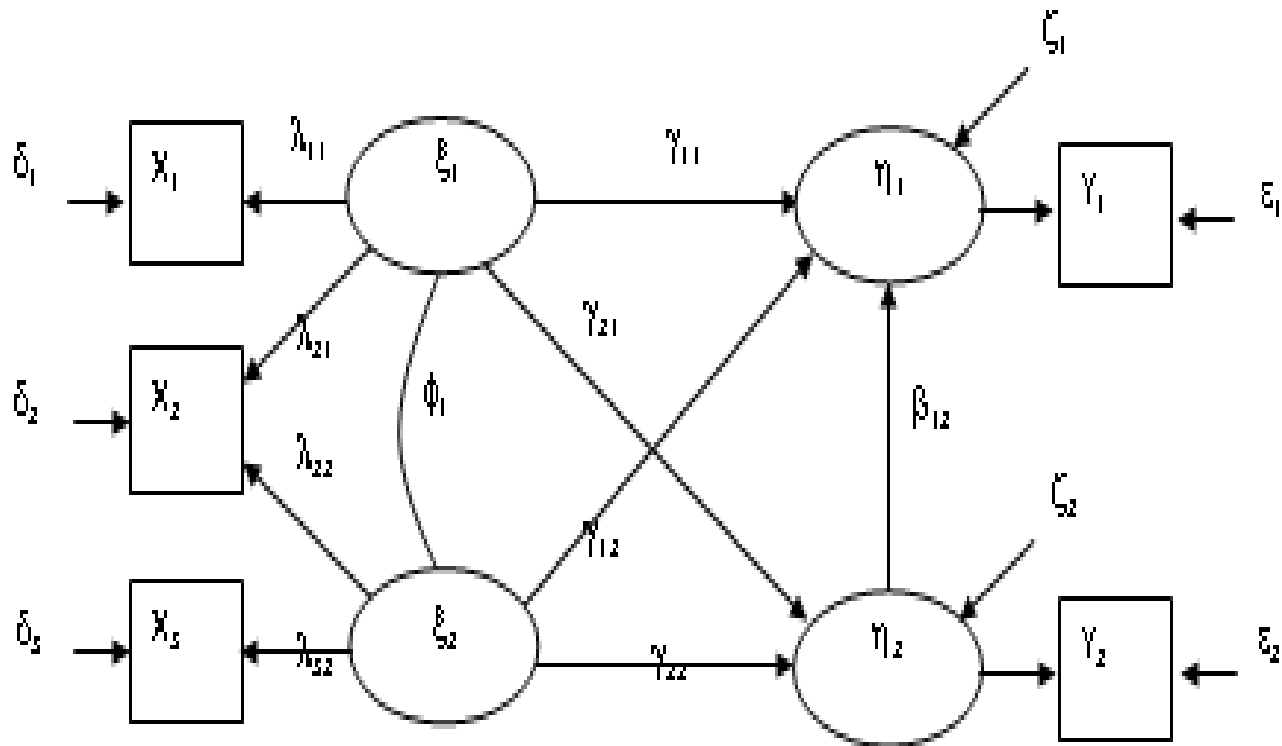 ζ₁
δ₁
X₁
λ₁₁
ξ₁
γ₁₁
η₁
Y₁
ε₁
λ₂₁
γ₂₁
δ₂
X₂
ϕ₁
β₁₂
λ₂₂
ζ₂
γ₁₂
X₃
λ₃₂
ξ₂
γ₂₂
η₂
Y₂
ε₂
δ₃